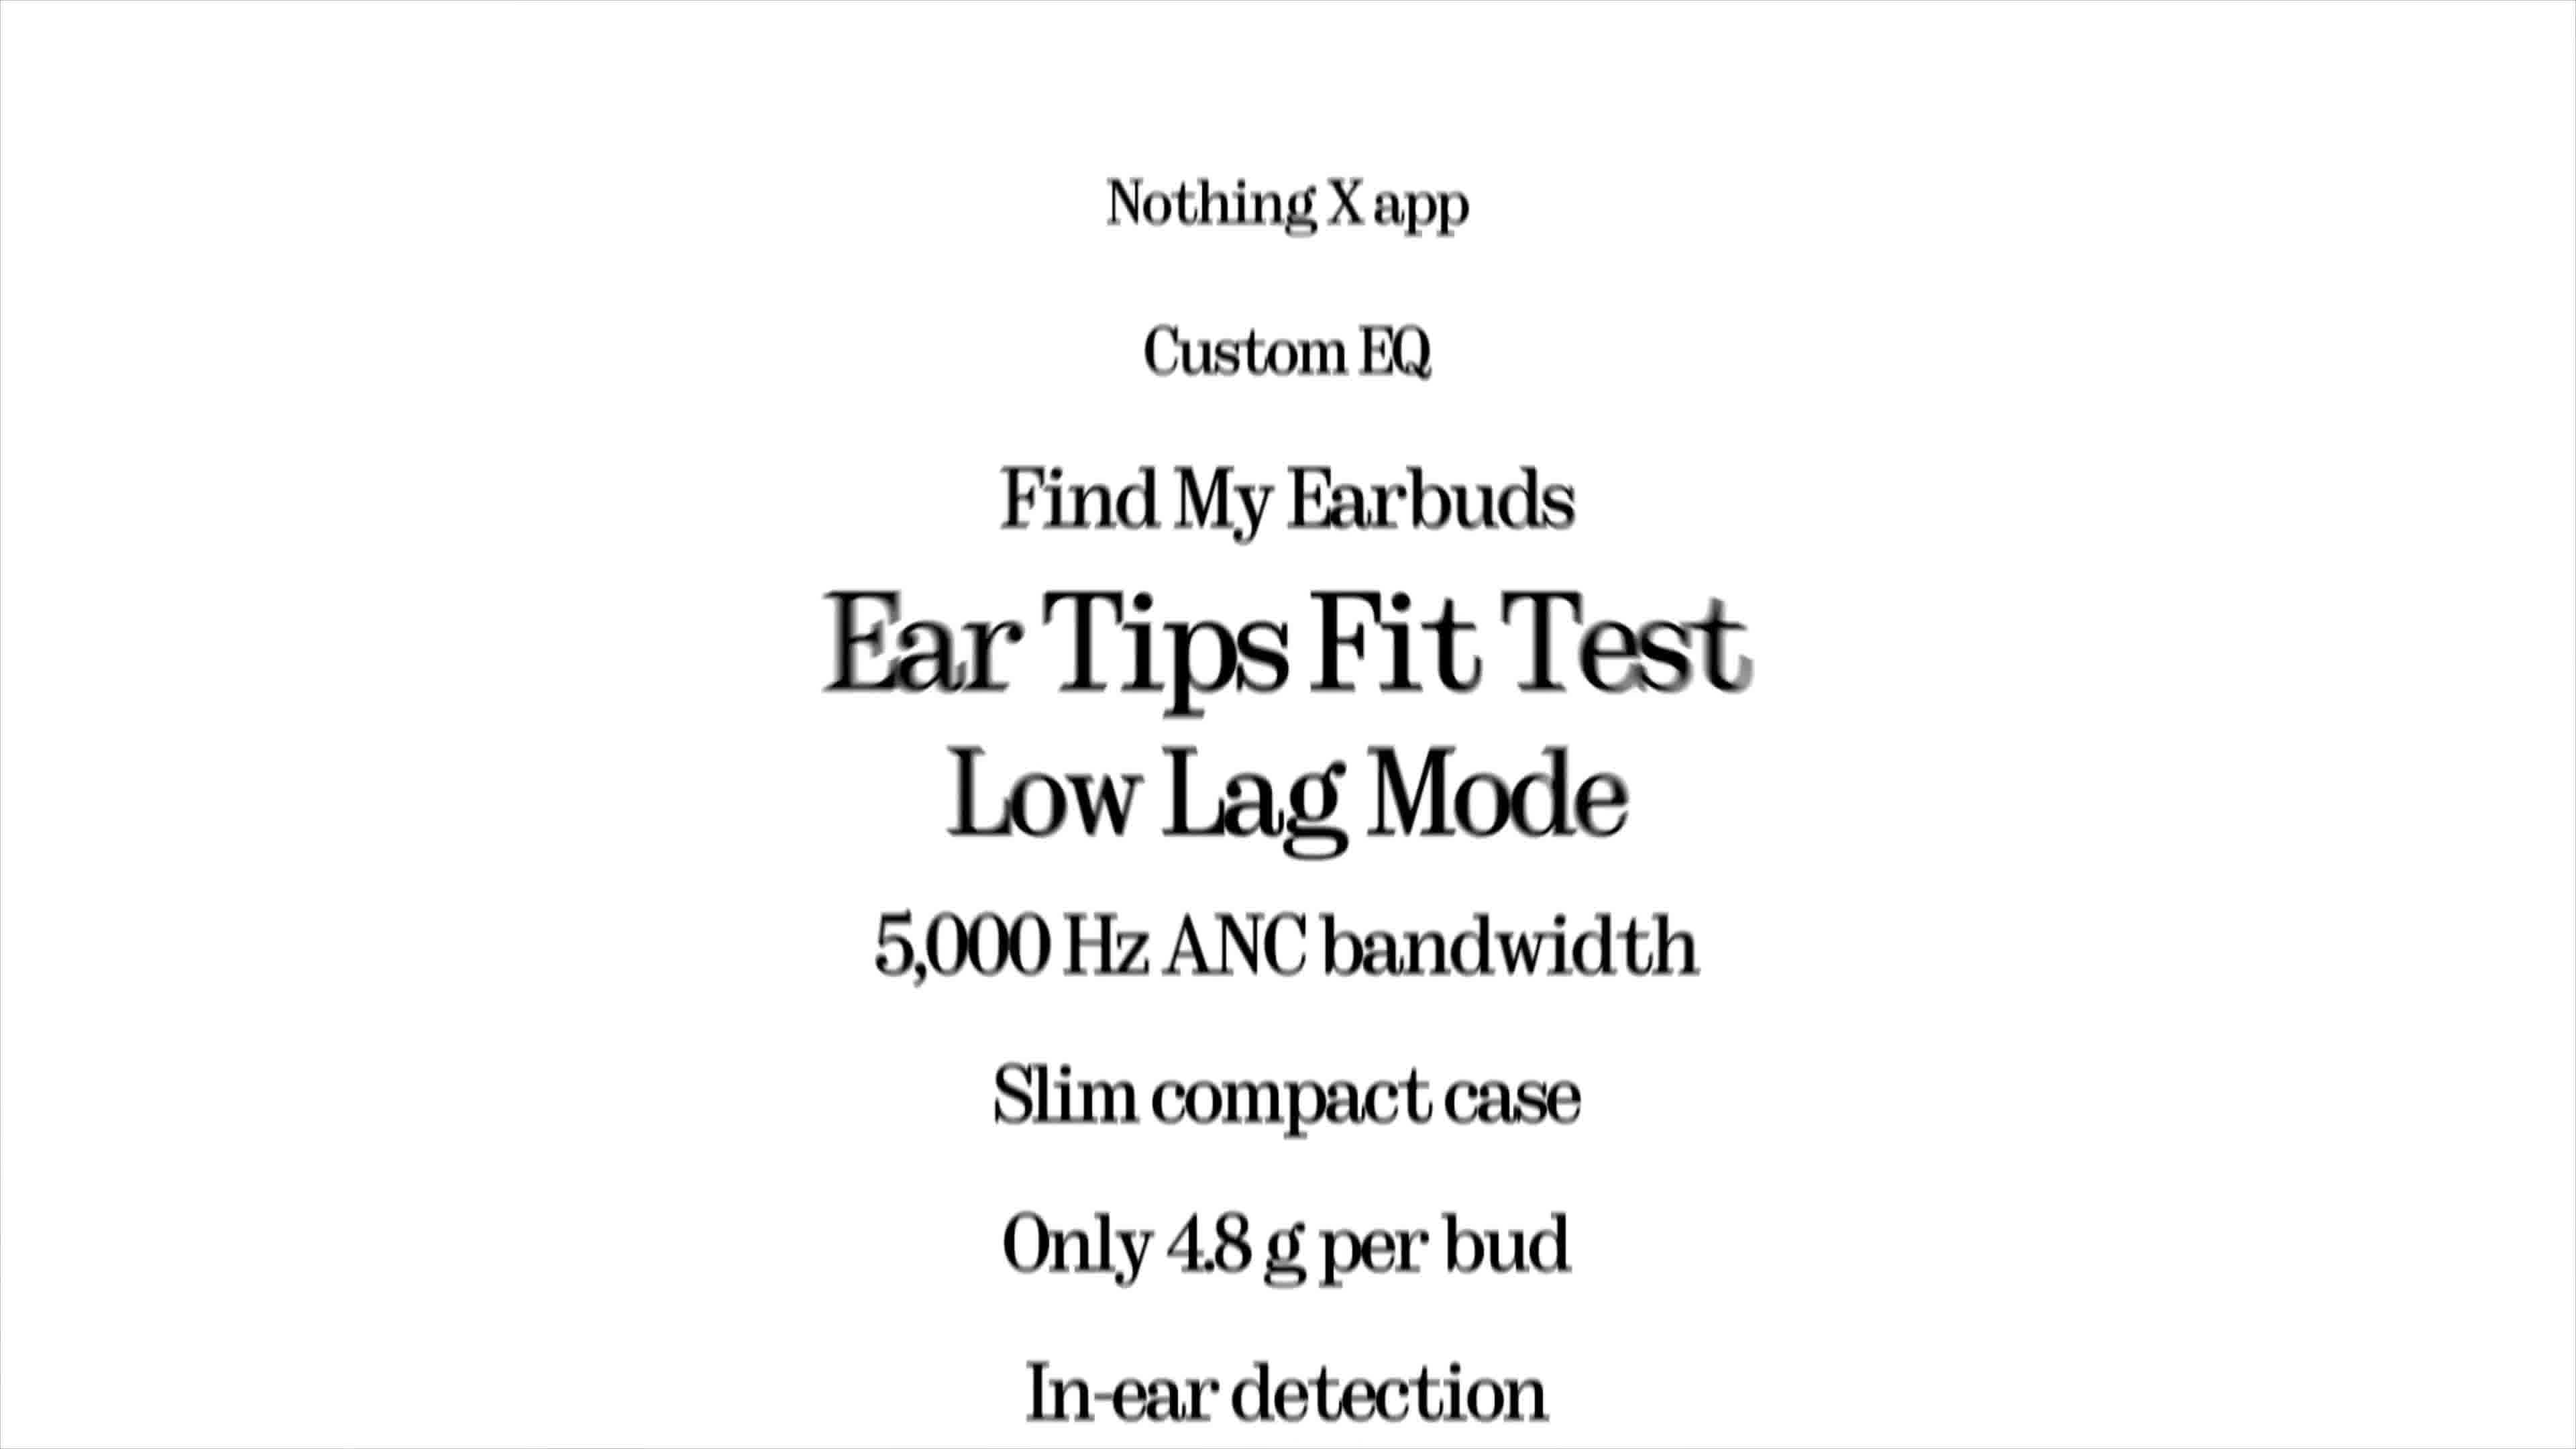 Nothing X app
Custom EQ
Find My Earbuds
Ear Tips Fit Test
Low Lag Mode
5,000 Hz ANC bandwidth
Slim compact case
Only 4.8 g per bud
In-ear detection